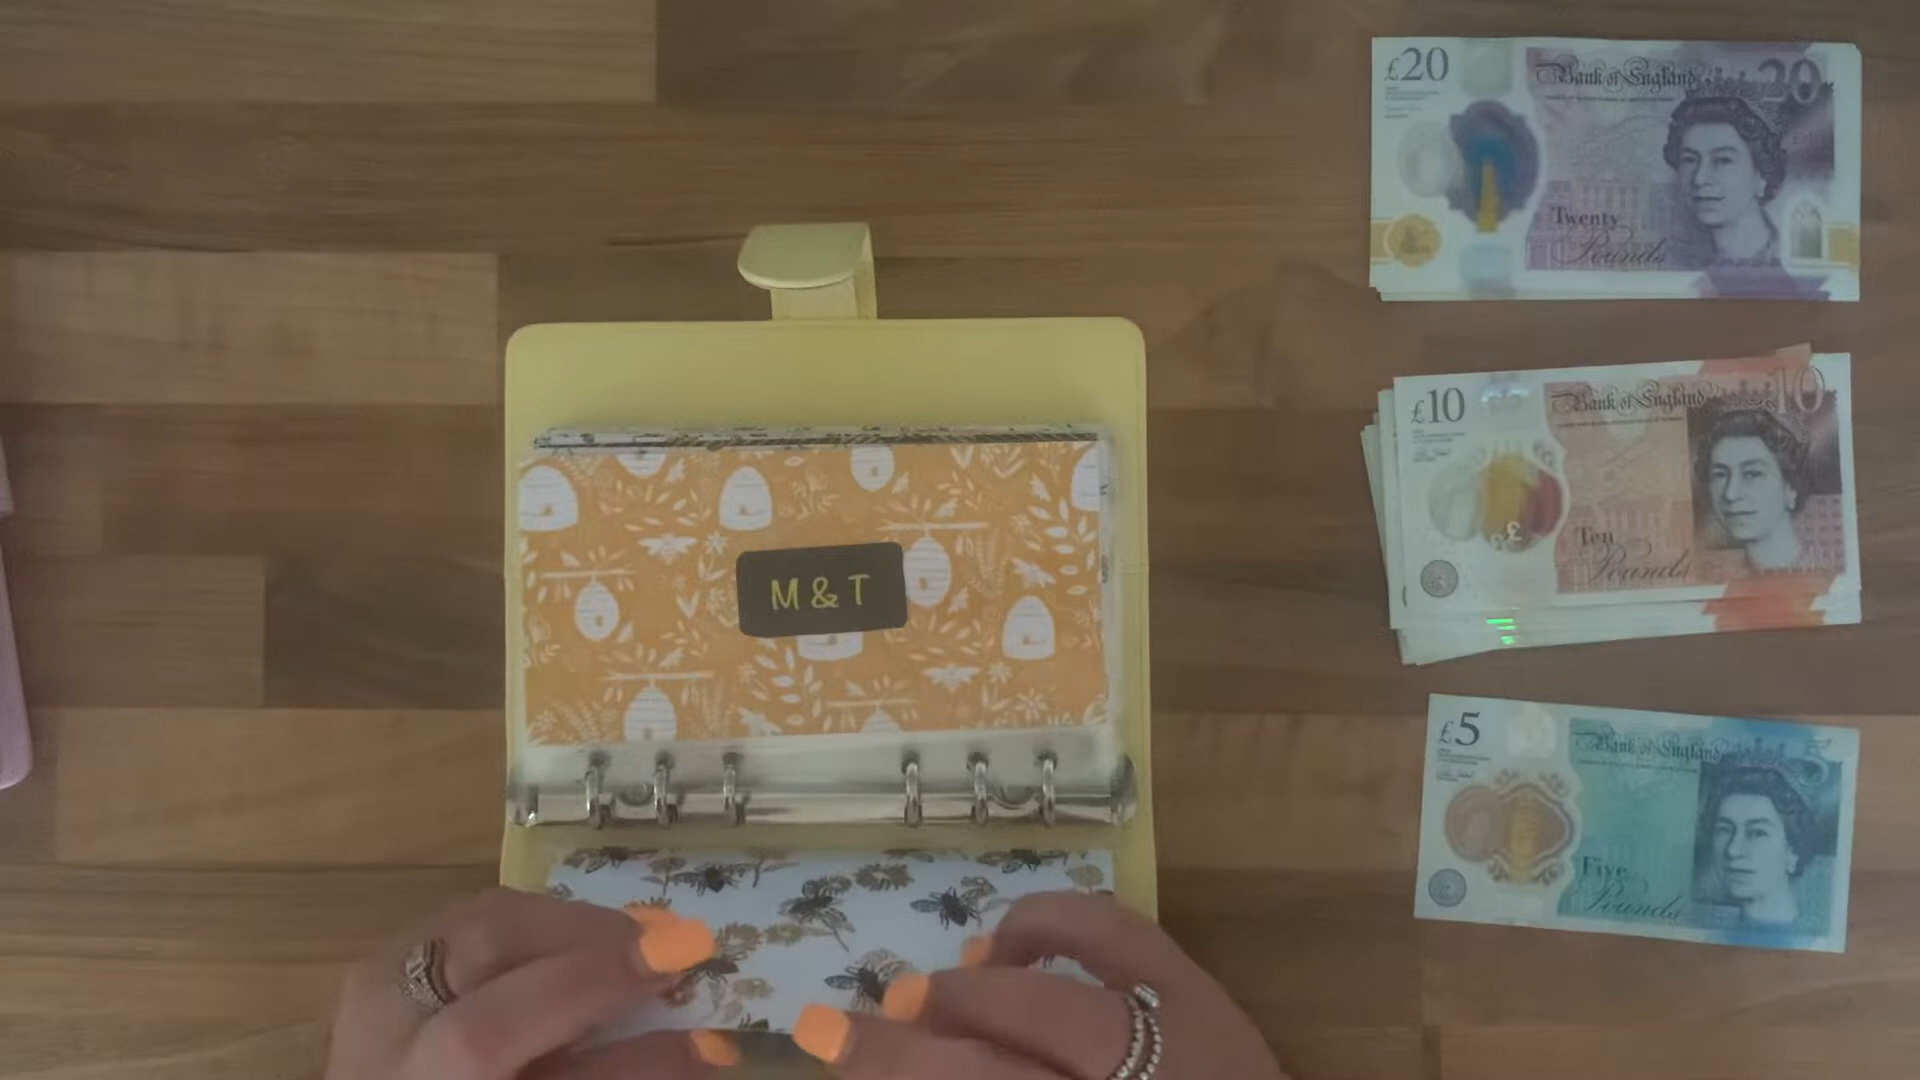 M & T
£20
Bank of England
20
Twenty
Pounds
£10
Bank of England
10
Ten
Pounds
£5
Bank of England
5
Five
Pounds